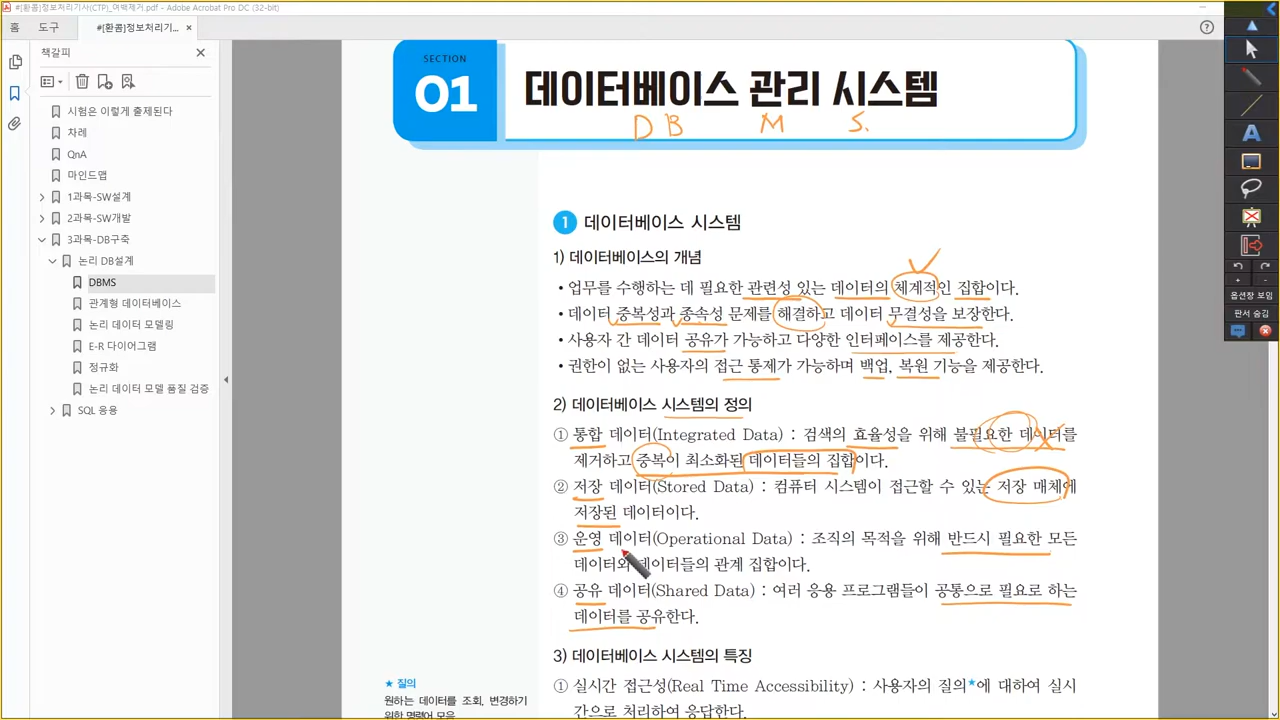 #[환콤]정보처리기사(CTP)_여백제거.pdf - Adobe Acrobat Pro DC (32-bit)
홈 도구 #[환콤]정보처리기... ×
책갈피
시험은 이렇게 출제된다
차례
QnA
마인드맵
1과목-SW설계
2과목-SW개발
3과목-DB구축
논리 DB설계
DBMS
관계형 데이터베이스
논리 데이터 모델링
E-R 다이어그램
정규화
논리 데이터 모델 품질 검증
SQL 응용
SECTION
01
데이터베이스 관리 시스템
D B M S.
1 데이터베이스 시스템
1) 데이터베이스의 개념
• 업무를 수행하는 데 필요한 관련성 있는 데이터의 체계적인 집합이다.
• 데이터 중복성과 종속성 문제를 해결하고 데이터 무결성을 보장한다.
• 사용자 간 데이터 공유가 가능하고 다양한 인터페이스를 제공한다.
• 권한이 없는 사용자의 접근 통제가 가능하며 백업, 복원 기능을 제공한다.
2) 데이터베이스 시스템의 정의
① 통합 데이터(Integrated Data) : 검색의 효율성을 위해 불필요한 데이터를
제거하고 중복이 최소화된 데이터들의 집합이다.
② 저장 데이터(Stored Data) : 컴퓨터 시스템이 접근할 수 있는 저장 매체에
저장된 데이터이다.
③ 운영 데이터(Operational Data) : 조직의 목적을 위해 반드시 필요한 모든
데이터와 데이터들의 관계 집합이다.
④ 공유 데이터(Shared Data) : 여러 응용 프로그램들이 공통으로 필요로 하는
데이터를 공유한다.
3) 데이터베이스 시스템의 특징
① 실시간 접근성(Real Time Accessibility) : 사용자의 질의★에 대하여 실시
간으로 처리하여 응답한다.
★ 질의
원하는 데이터를 조회, 변경하기
위한 명령어 모음
옵션창 보임
판서 숨김